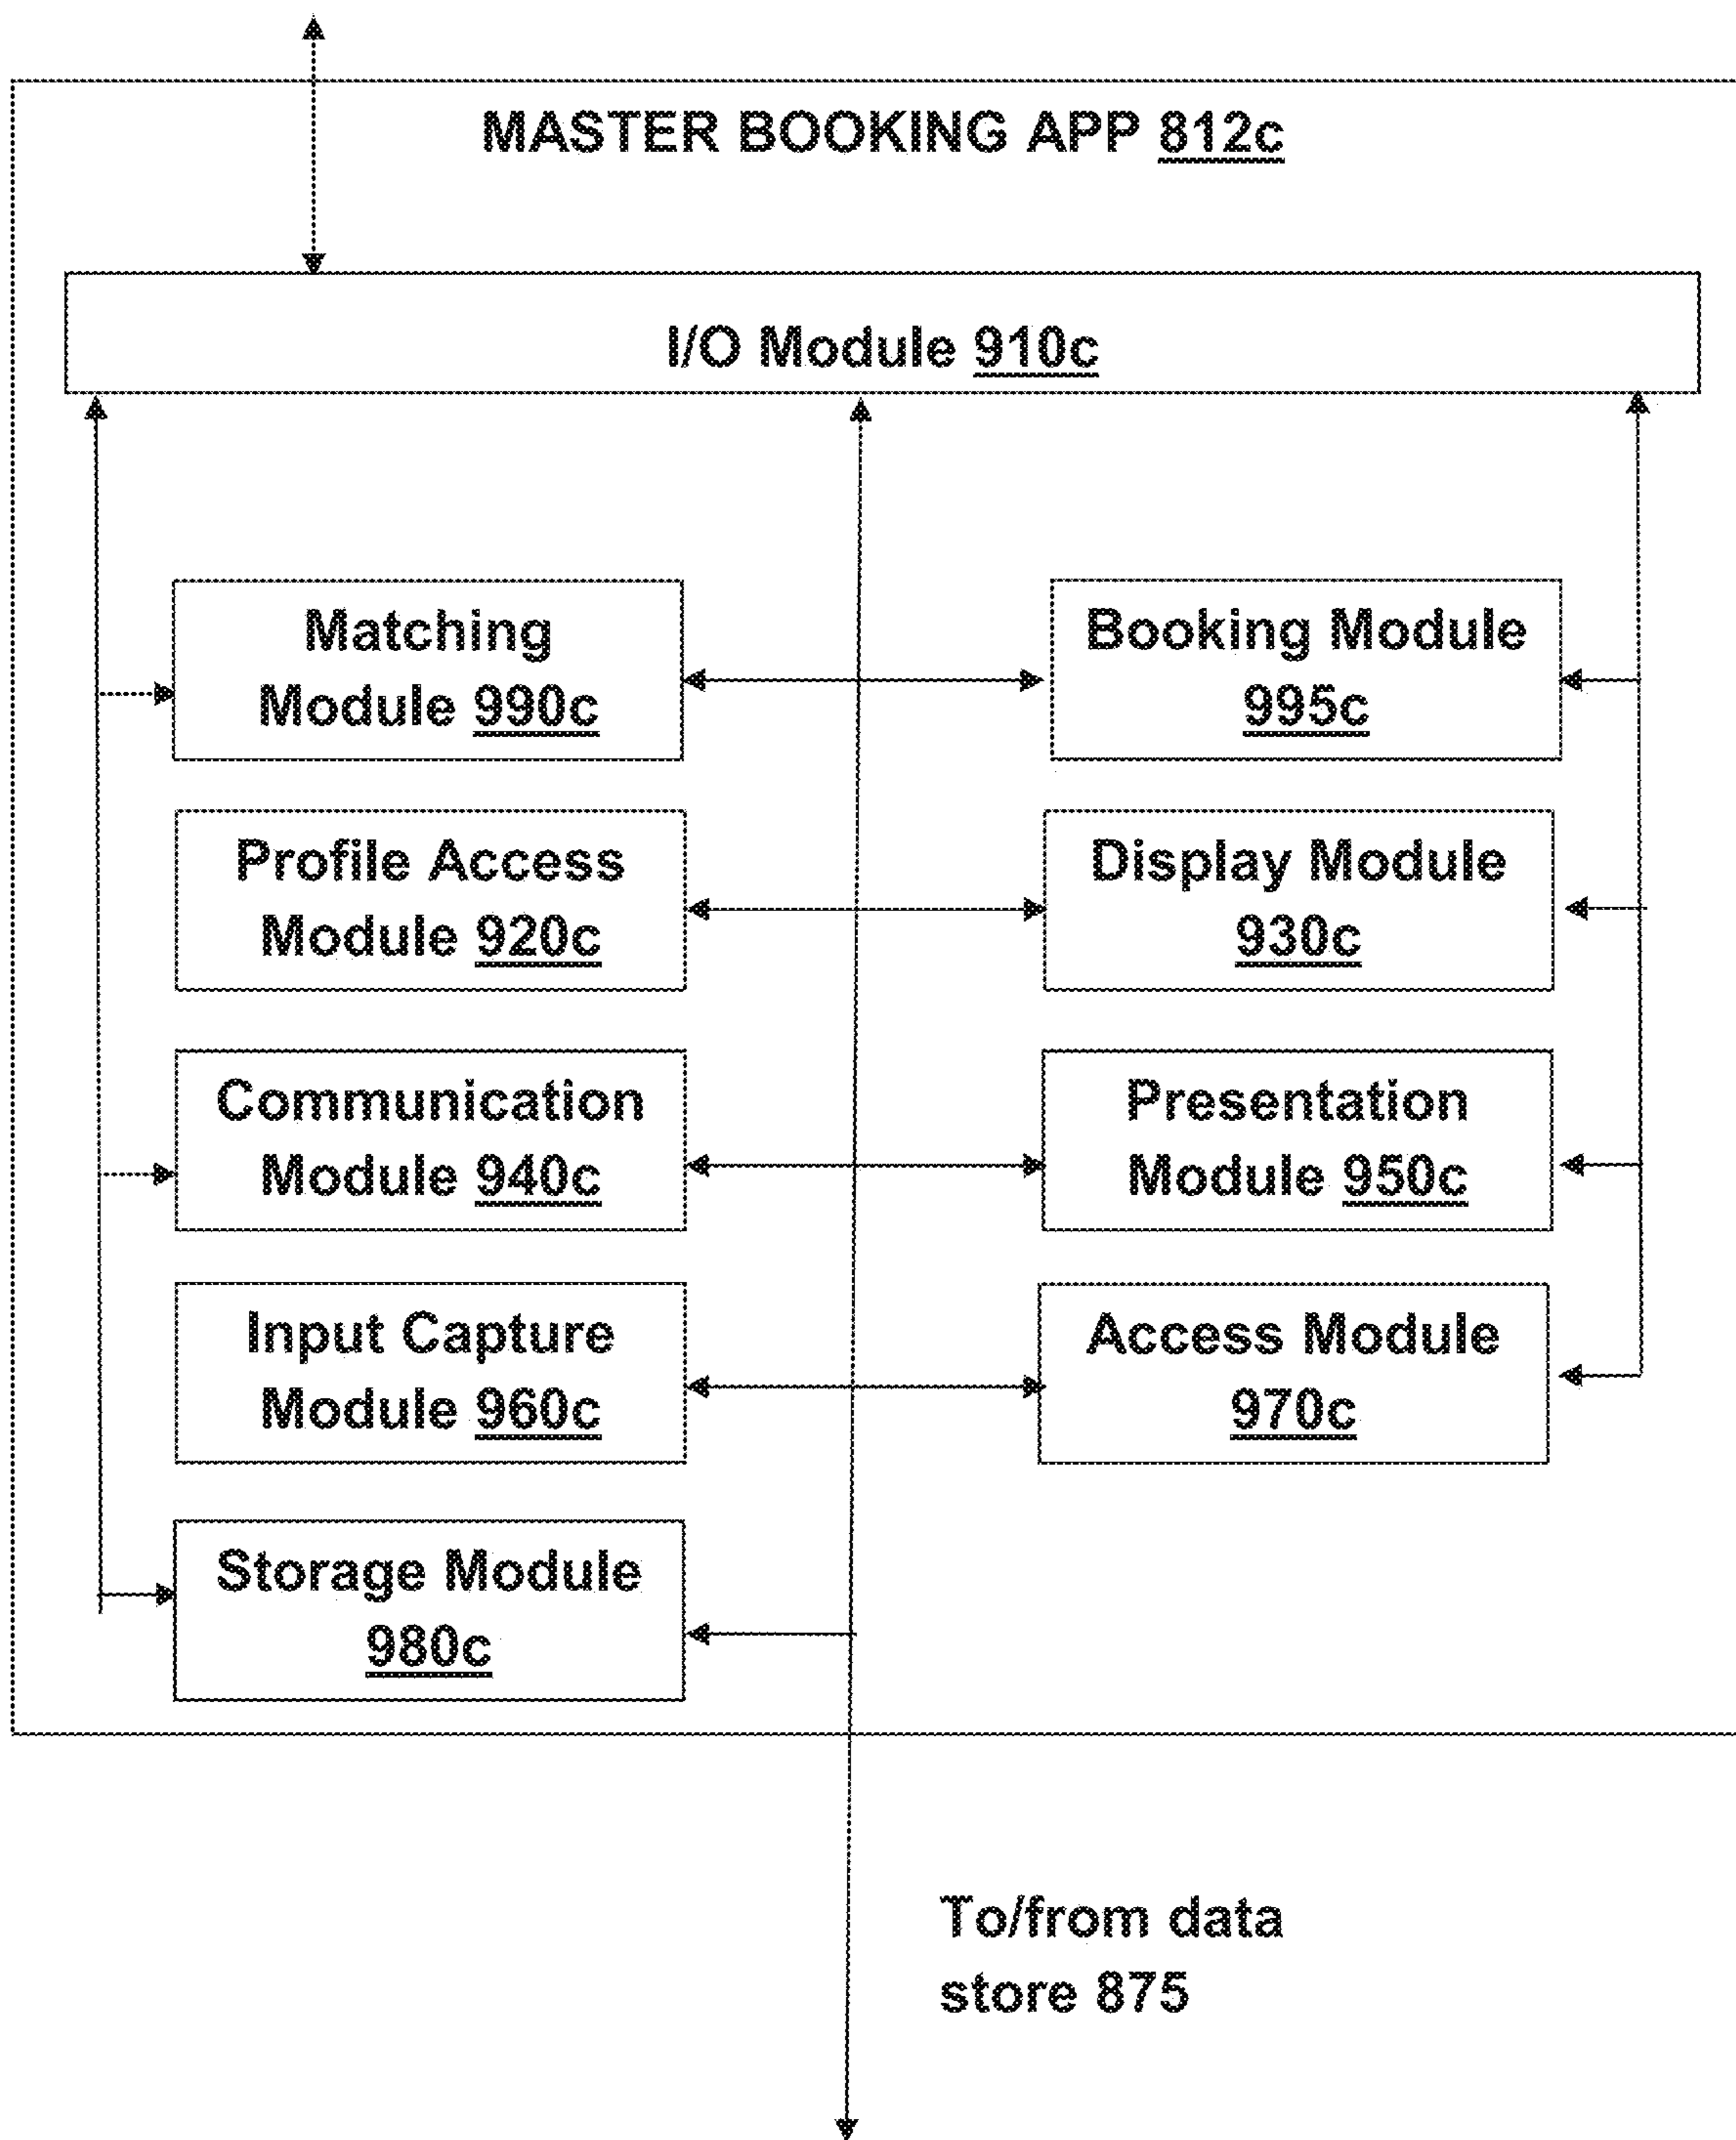 MASTER BOOKING APP 812c
I/O Module 910c
Matching
Module 990c
Booking Module
995c
Profile Access
Module 920c
Display Module
930c
Communication
Module 940c
Presentation
Module 950c
Input Capture
Module 960c
Access Module
970c
Storage Module
980c
To/from data
store 875